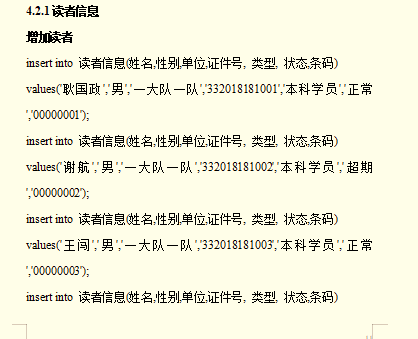 4.2.1 读者信息
增加读者
insert into 读者信息(姓名,性别,单位,证件号, 类型, 状态,条码)
values('耿国政','男','一大队一队','332018181001','本科学员','正常
','00000001');
insert into 读者信息(姓名,性别,单位,证件号, 类型, 状态,条码)
values('谢航','男','一大队一队','332018181002','本科学员','超期
','00000002');
insert into 读者信息(姓名,性别,单位,证件号, 类型, 状态,条码)
values('王闯','男','一大队一队','332018181003','本科学员','正常
','00000003');
insert into 读者信息(姓名,性别,单位,证件号, 类型, 状态,条码)